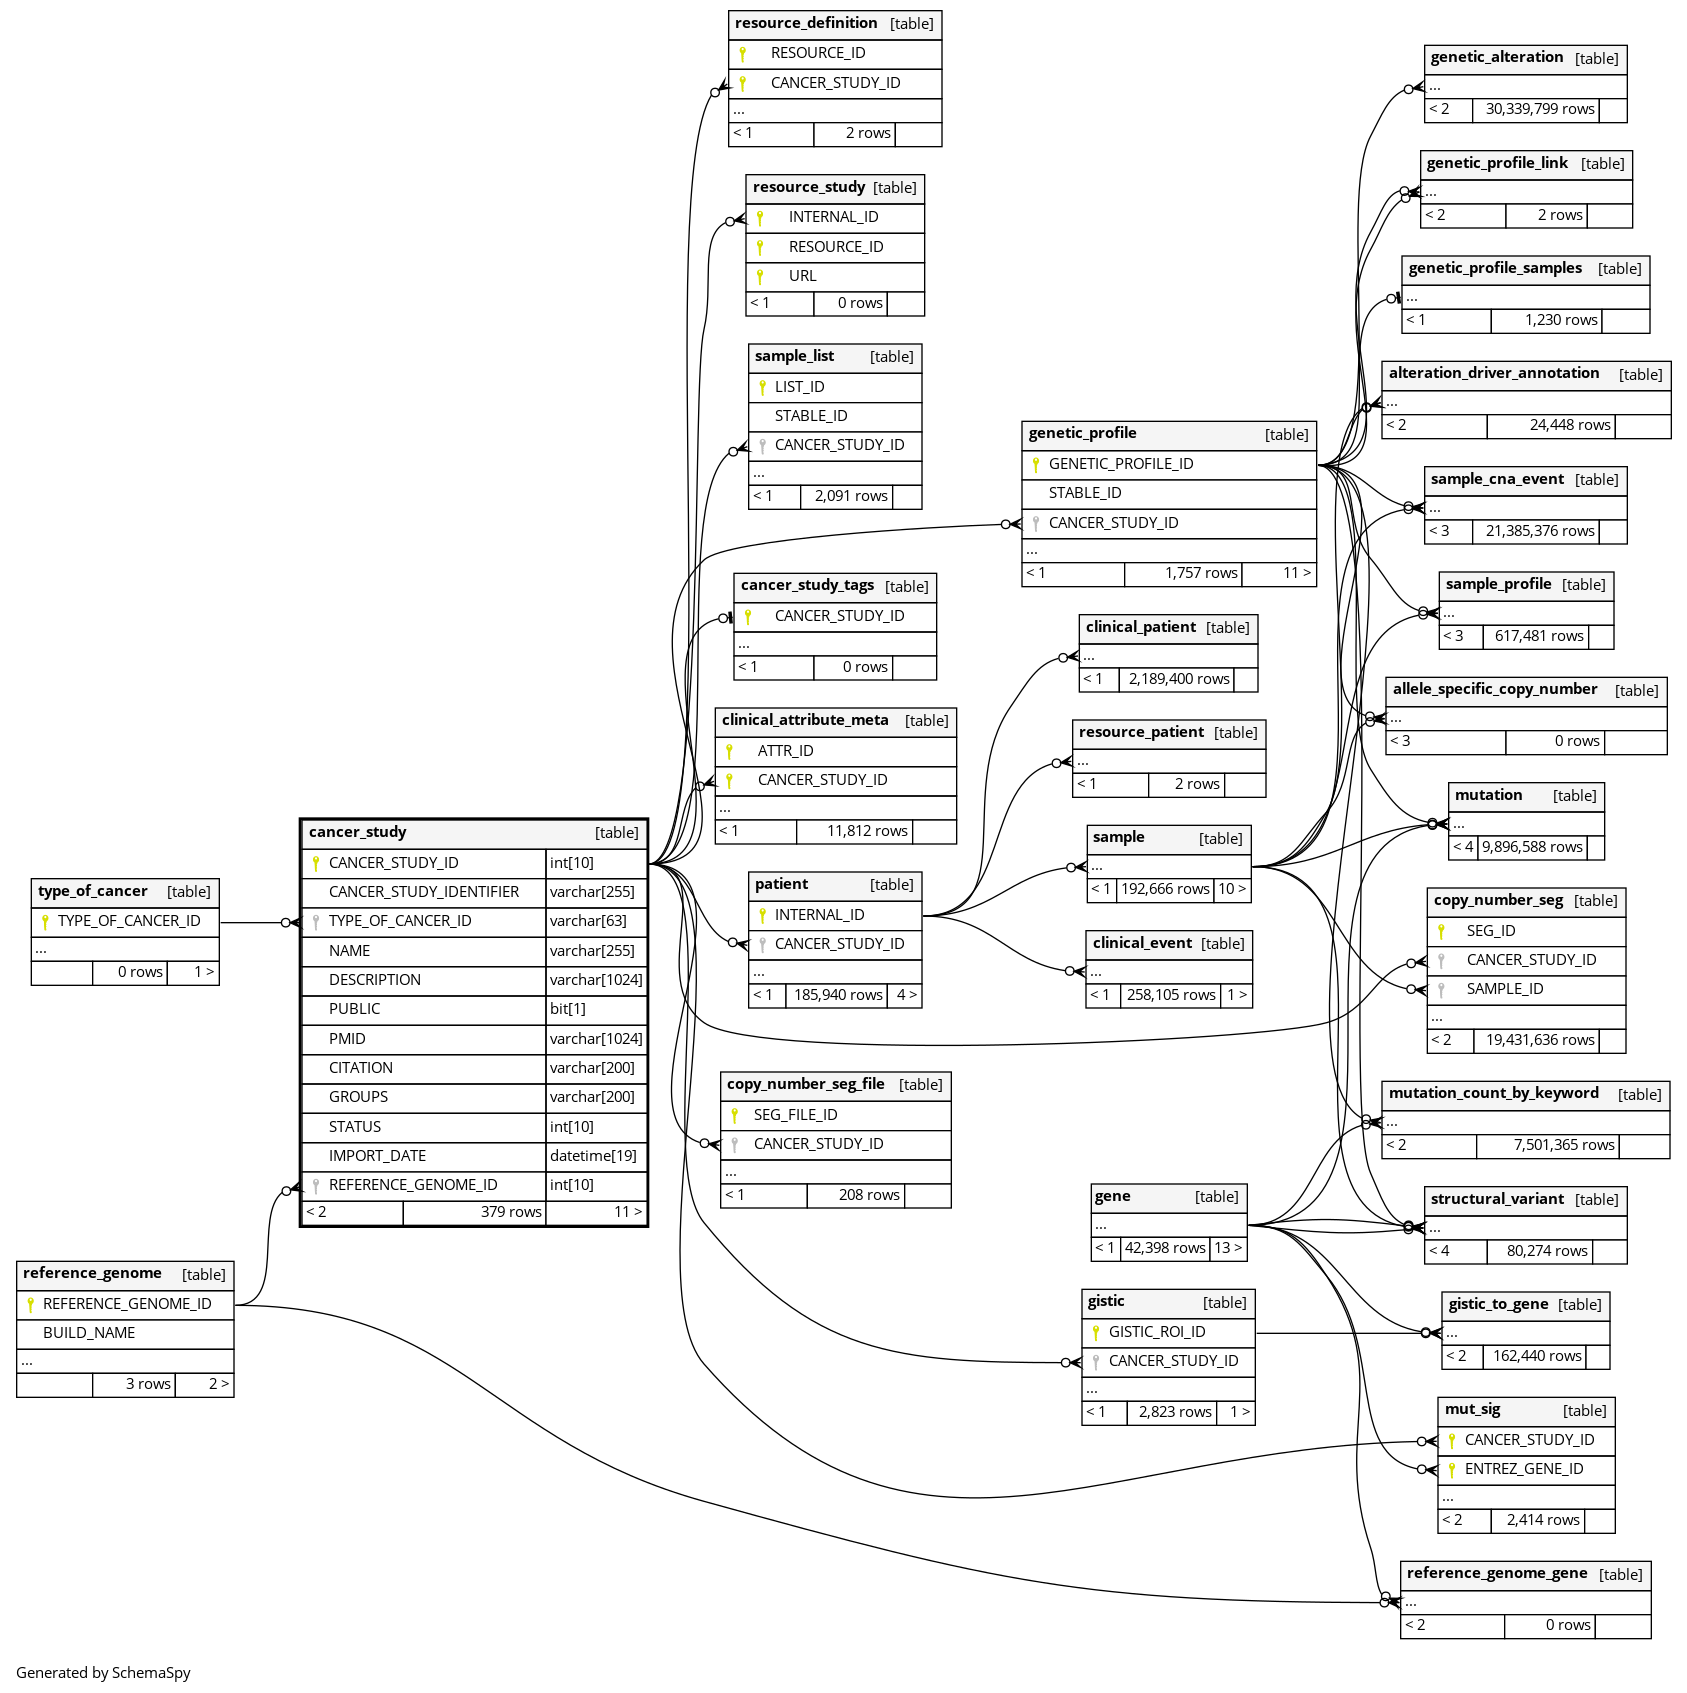 resource_definition [table]
RESOURCE_ID
CANCER_STUDY_ID
...
< 1 2 rows
resource_study [table]
INTERNAL_ID
RESOURCE_ID
URL
< 1 0 rows
sample_list [table]
LIST_ID
STABLE_ID
CANCER_STUDY_ID
...
< 1 2,091 rows
cancer_study_tags [table]
CANCER_STUDY_ID
...
< 1 0 rows
clinical_attribute_meta [table]
ATTR_ID
CANCER_STUDY_ID
...
< 1 11,812 rows
cancer_study [table]
CANCER_STUDY_ID int[10]
CANCER_STUDY_IDENTIFIER varchar[255]
TYPE_OF_CANCER_ID varchar[63]
NAME varchar[255]
DESCRIPTION varchar[1024]
PUBLIC bit[1]
PMID varchar[1024]
CITATION varchar[200]
GROUPS varchar[200]
STATUS int[10]
IMPORT_DATE datetime[19]
REFERENCE_GENOME_ID int[10]
< 2 379 rows 11 >
type_of_cancer [table]
TYPE_OF_CANCER_ID
...
0 rows 1 >
reference_genome [table]
REFERENCE_GENOME_ID
BUILD_NAME
...
3 rows 2 >
patient [table]
INTERNAL_ID
CANCER_STUDY_ID
...
< 1 185,940 rows 4 >
copy_number_seg_file [table]
SEG_FILE_ID
CANCER_STUDY_ID
...
< 1 208 rows
genetic_profile [table]
GENETIC_PROFILE_ID
STABLE_ID
CANCER_STUDY_ID
...
< 1 1,757 rows 11 >
clinical_patient [table]
...
< 1 2,189,400 rows
resource_patient [table]
...
< 1 2 rows
sample [table]
...
< 1 192,666 rows 10 >
clinical_event [table]
...
< 1 258,105 rows 1 >
gene [table]
...
< 1 42,398 rows 13 >
gistic [table]
GISTIC_ROI_ID
CANCER_STUDY_ID
...
< 1 2,823 rows 1 >
genetic_alteration [table]
...
< 2 30,339,799 rows
genetic_profile_link [table]
...
< 2 2 rows
genetic_profile_samples [table]
...
< 1 1,230 rows
alteration_driver_annotation [table]
...
< 2 24,448 rows
sample_cna_event [table]
...
< 3 21,385,376 rows
sample_profile [table]
...
< 3 617,481 rows
allele_specific_copy_number [table]
...
< 3 0 rows
mutation [table]
...
< 4 9,896,588 rows
copy_number_seg [table]
SEG_ID
CANCER_STUDY_ID
SAMPLE_ID
...
< 2 19,431,636 rows
mutation_count_by_keyword [table]
...
< 2 7,501,365 rows
structural_variant [table]
...
< 4 80,274 rows
gistic_to_gene [table]
...
< 2 162,440 rows
mut_sig [table]
CANCER_STUDY_ID
ENTREZ_GENE_ID
...
< 2 2,414 rows
reference_genome_gene [table]
...
< 2 0 rows
Generated by SchemaSpy